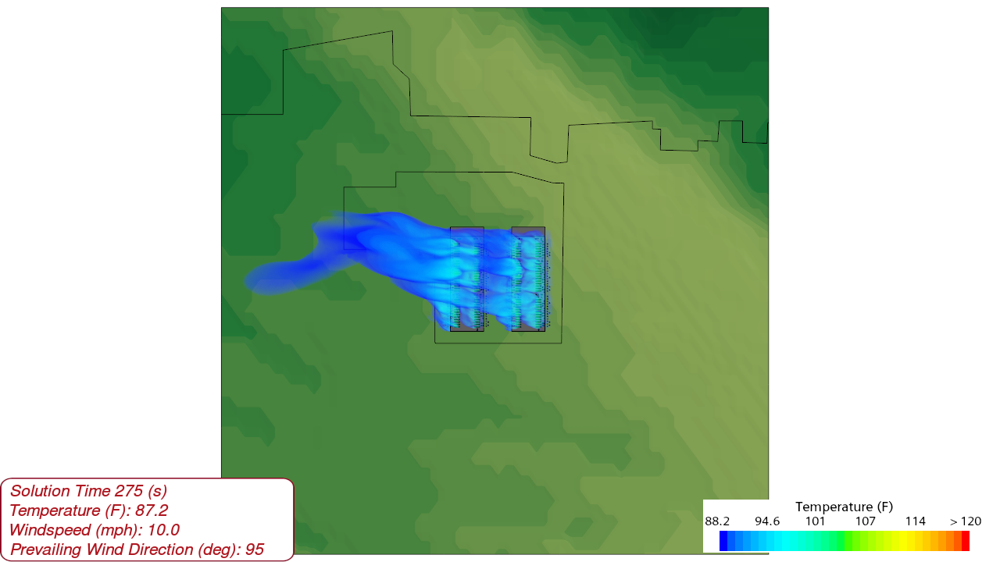 Solution Time 275 (s)
Temperature (F): 87.2
Windspeed (mph): 10.0
Prevailing Wind Direction (deg): 95
Temperature (F)
88.2 94.6 101 107 114 > 120